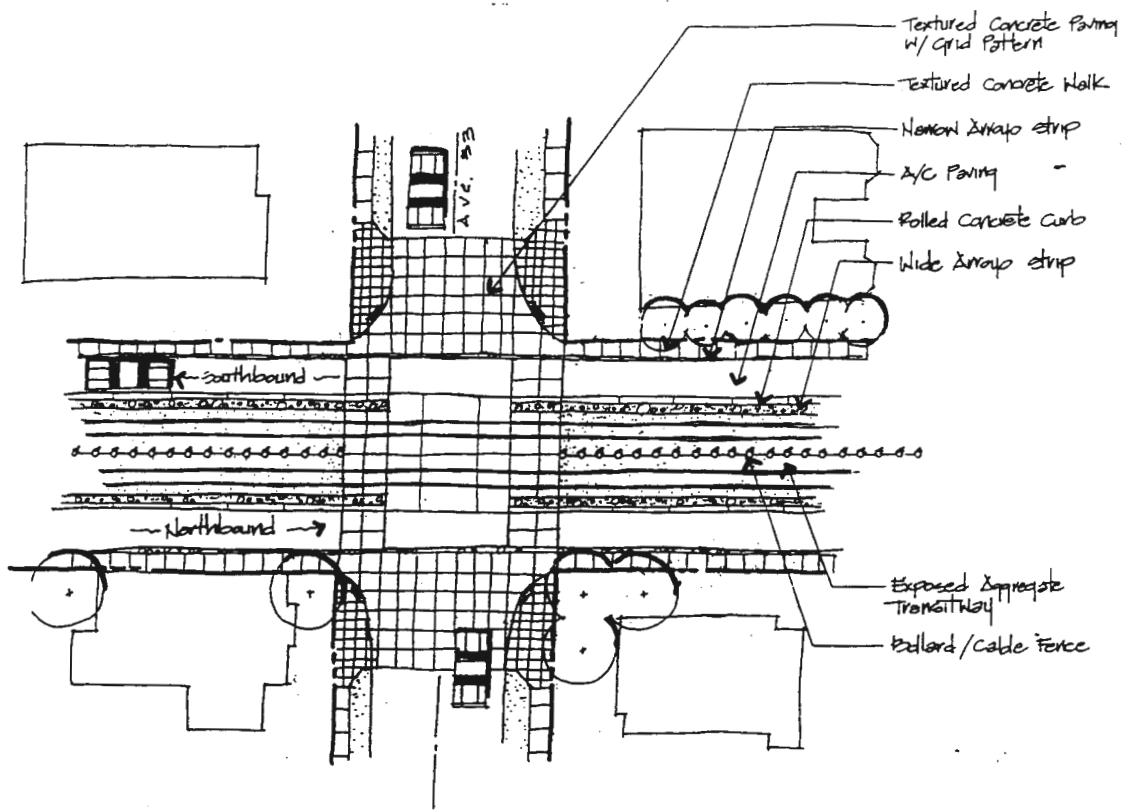 Textured Concrete Paving
w/ Grid Pattern
Textured Concrete Walk
Narrow Arroyo strip
A/C Paving
Rolled Concrete Curb
Wide Arroyo strip
AVE. 53
Southbound
Northbound
Exposed Aggregate
Transitway
Bollard/Cable Fence